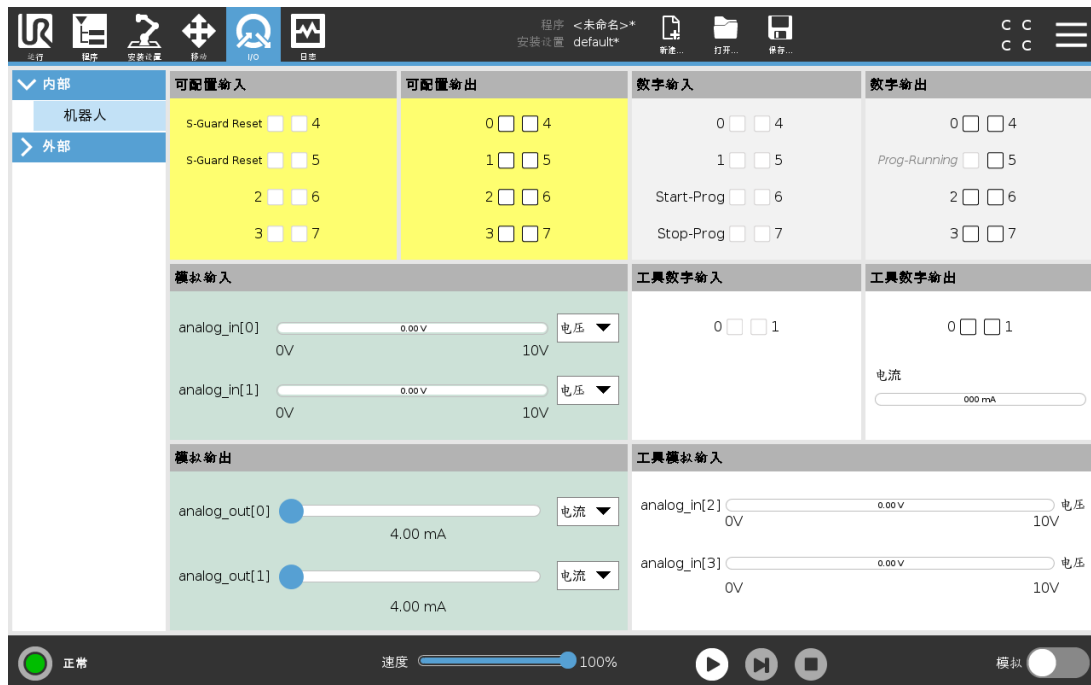 程序 <未命名>*
安装设置 default*
C C
C C
运行 程序 安装设置 移动 I/O 日志 新建... 打开... 保存...
内部
机器人
外部
可配置输入
S-Guard Reset 4
S-Guard Reset 5
2 6
3 7
可配置输出
0 4
1 5
2 6
3 7
数字输入
0 4
1 5
Start-Prog 6
Stop-Prog 7
数字输出
0 4
Prog-Running 5
2 6
3 7
模拟输入
analog_in[0] 0.00 V 电压
0V 10V
analog_in[1] 0.00 V 电压
0V 10V
工具数字输入
0 1
工具数字输出
0 1
电流
000 mA
模拟输出
analog_out[0] 电流
4.00 mA
analog_out[1] 电流
4.00 mA
工具模拟输入
analog_in[2] 0.00 V 电压
0V 10V
analog_in[3] 0.00 V 电压
0V 10V
正常 速度 100% 模拟